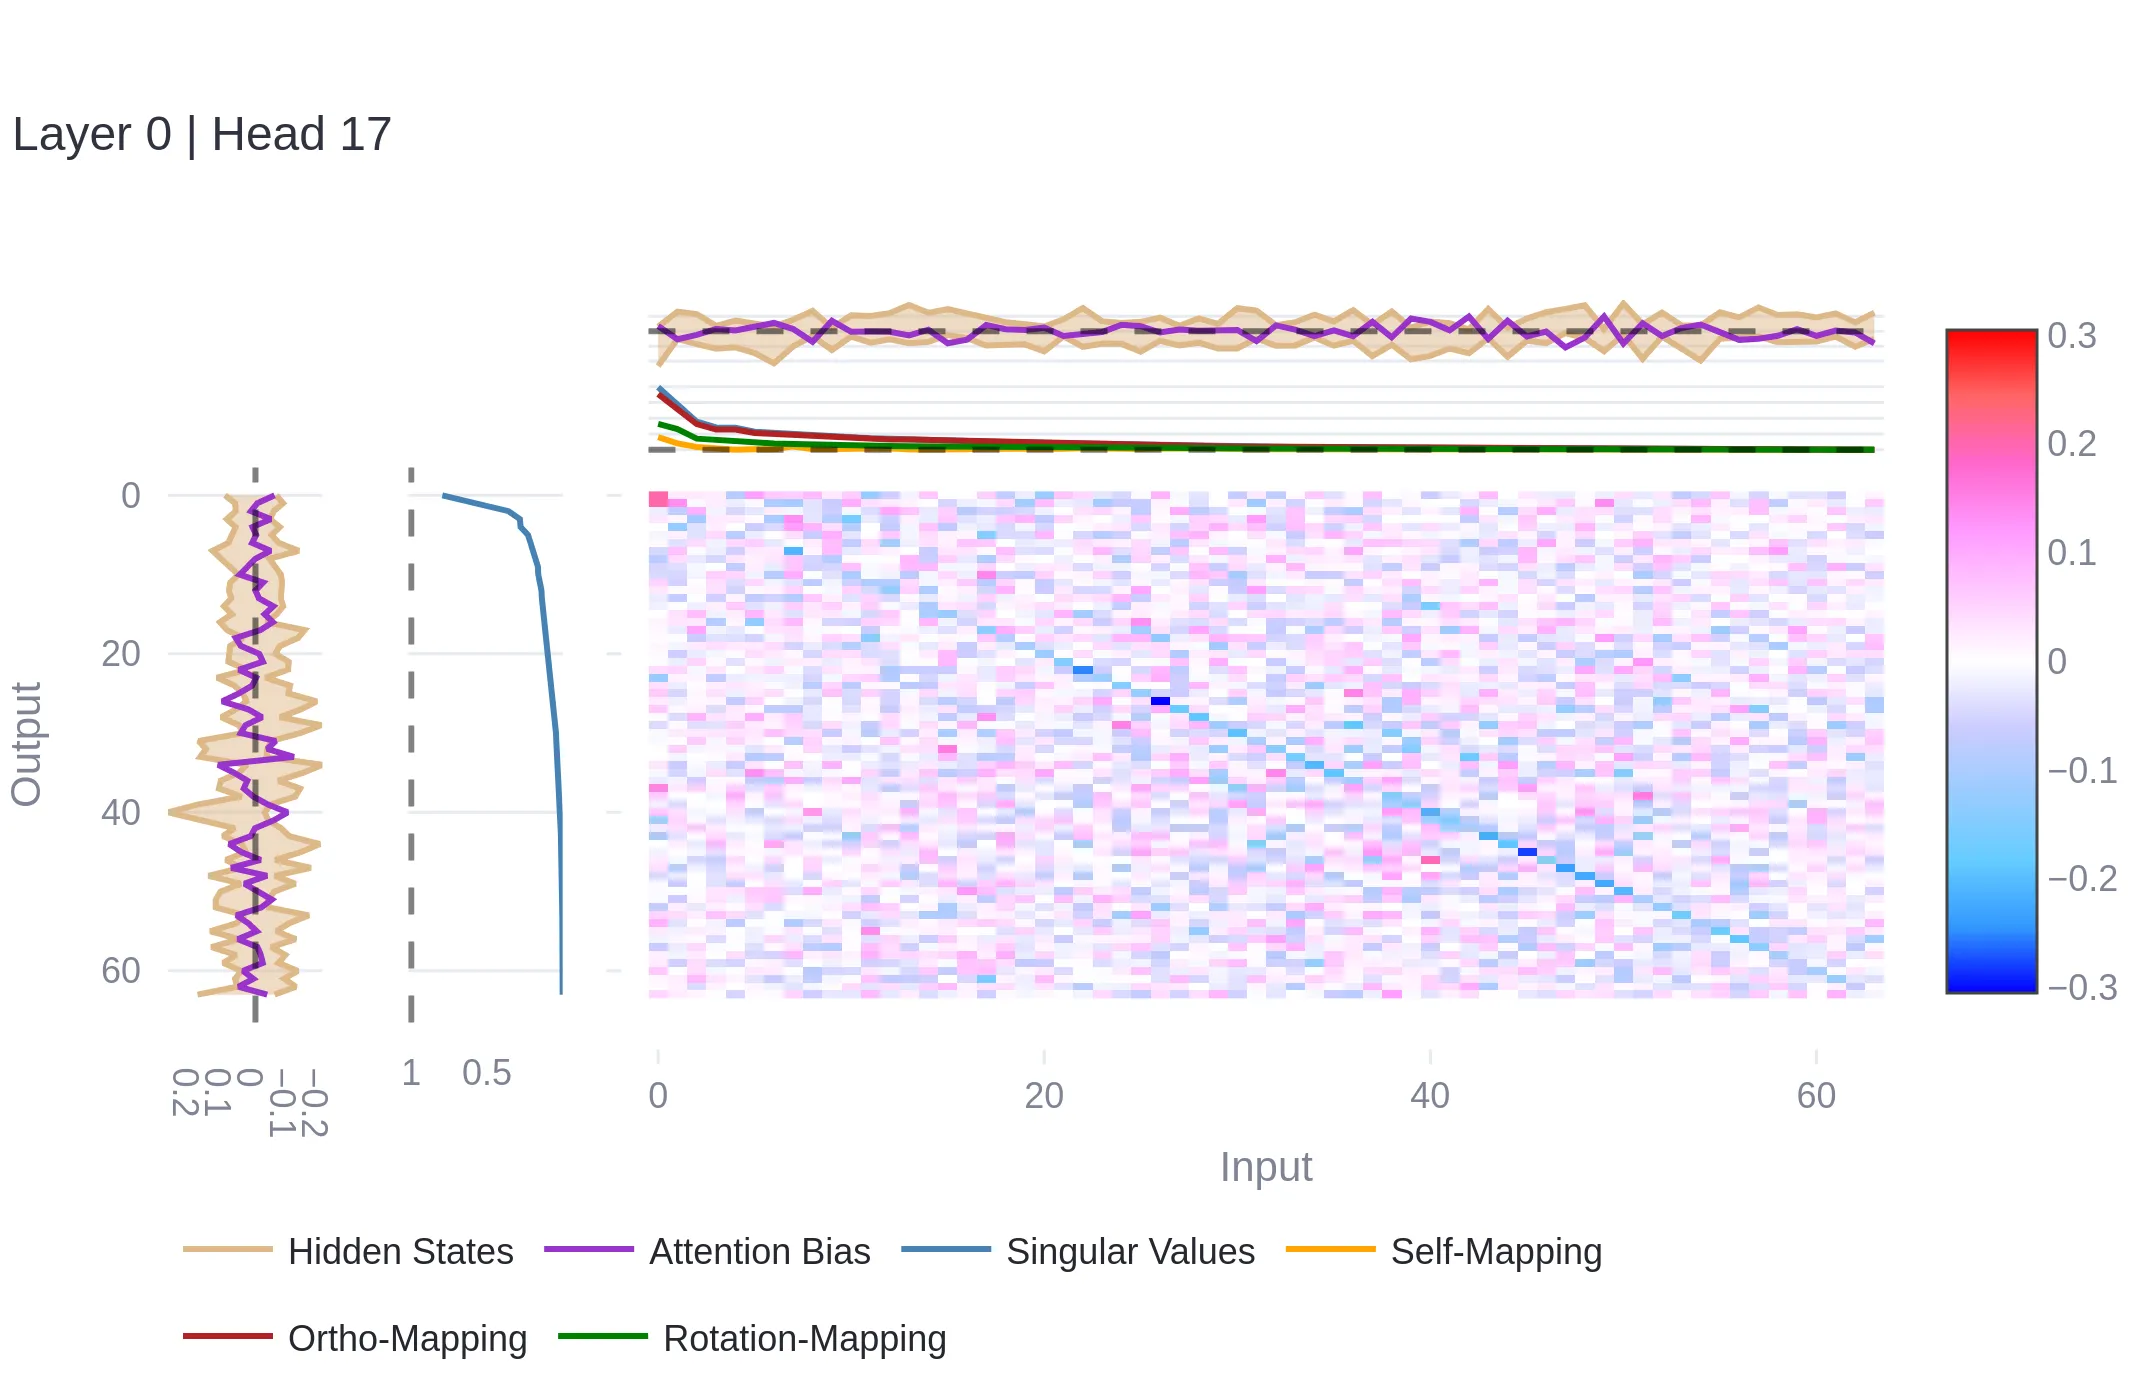 Layer 0 | Head 17
0
20
40
60
Output
0.2
0.1
0
−0.1
−0.2
1
0.5
0
20
40
60
Input
0.3
0.2
0.1
0
−0.1
−0.2
−0.3
Hidden States
Attention Bias
Singular Values
Self-Mapping
Ortho-Mapping
Rotation-Mapping